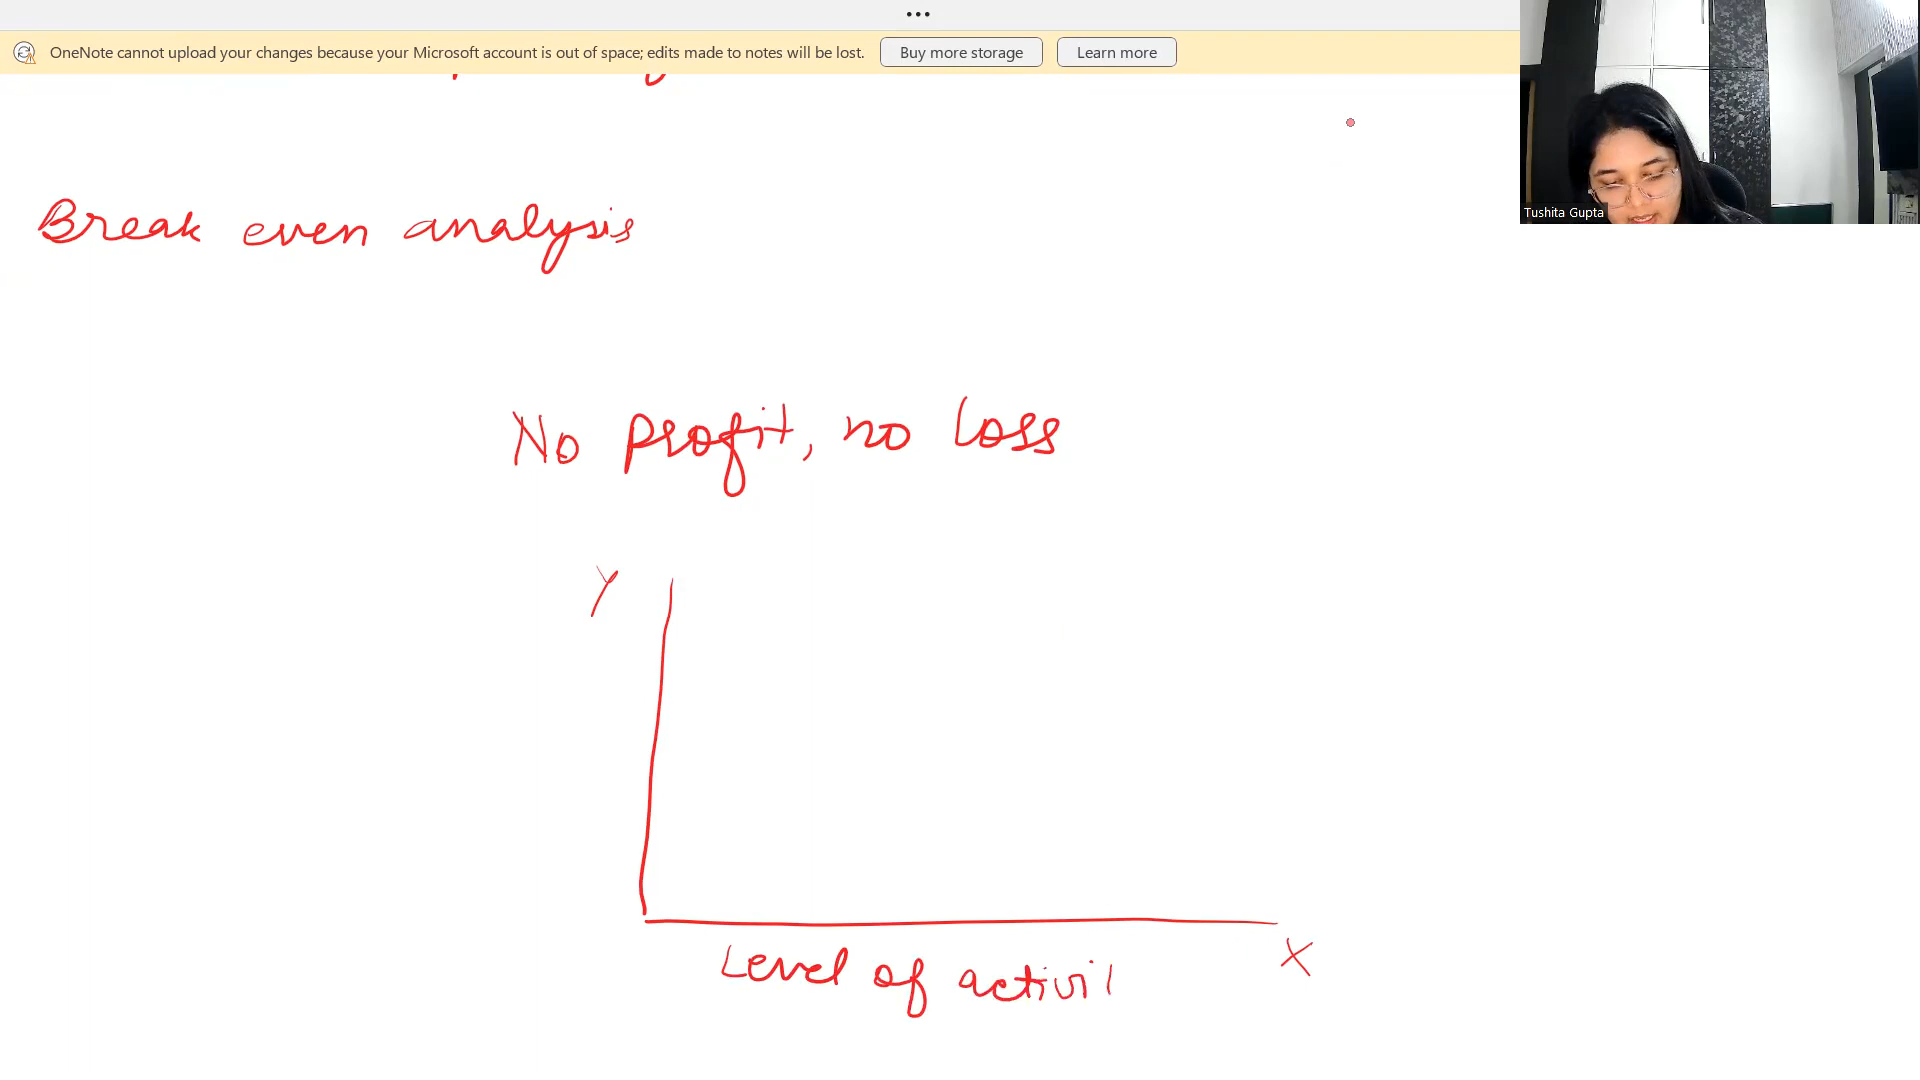 •••
OneNote cannot upload your changes because your Microsoft account is out of space; edits made to notes will be lost. Buy more storage Learn more
Tushita Gupta
Break even analysis
No profit, no loss
Y
X
Level of activi